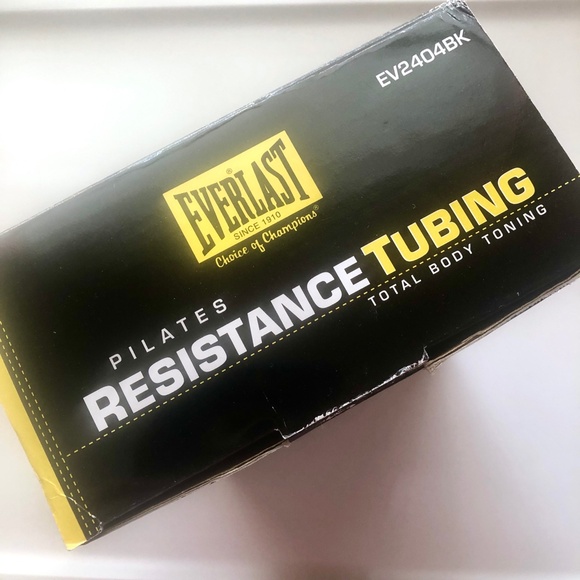 EV2404BK
EVERLAST®
SINCE 1910
Choice of Champions®
PILATES
RESISTANCE TUBING
TOTAL BODY TONING